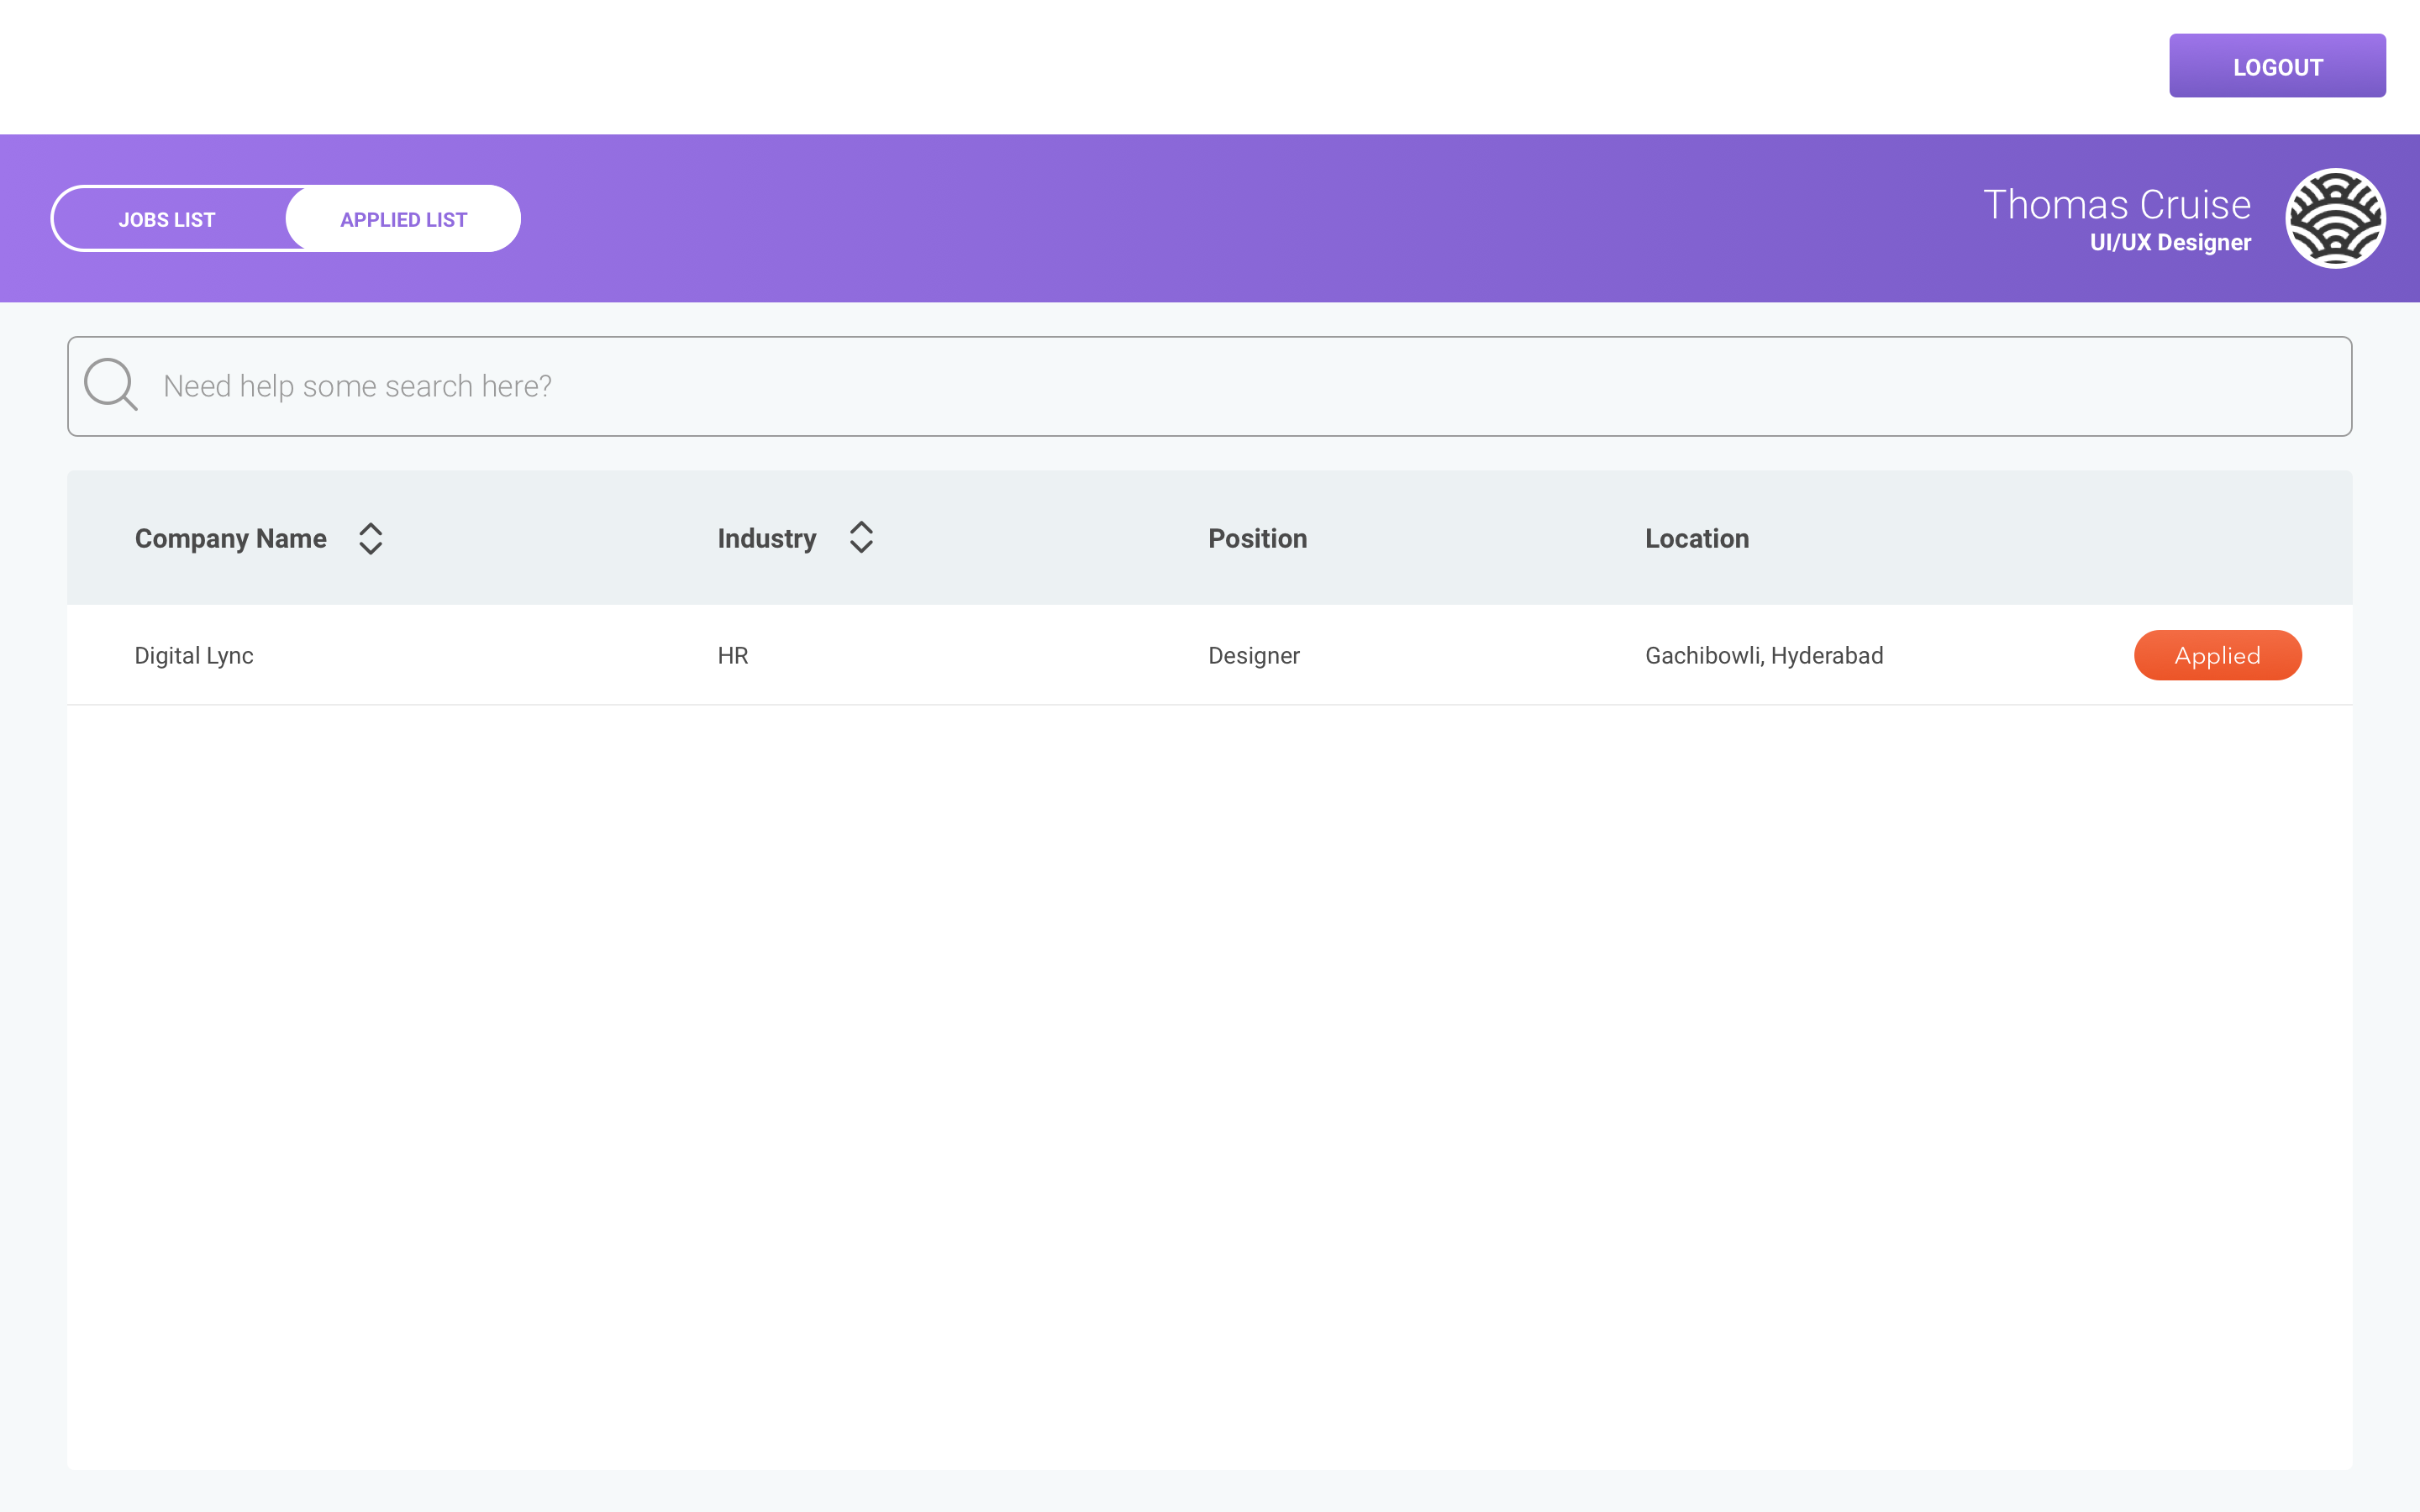 LOGOUT
JOBS LIST
APPLIED LIST
Thomas Cruise
UI/UX Designer
Need help some search here?
Company Name
Industry
Position
Location
Digital Lync
HR
Designer
Gachibowli, Hyderabad
Applied